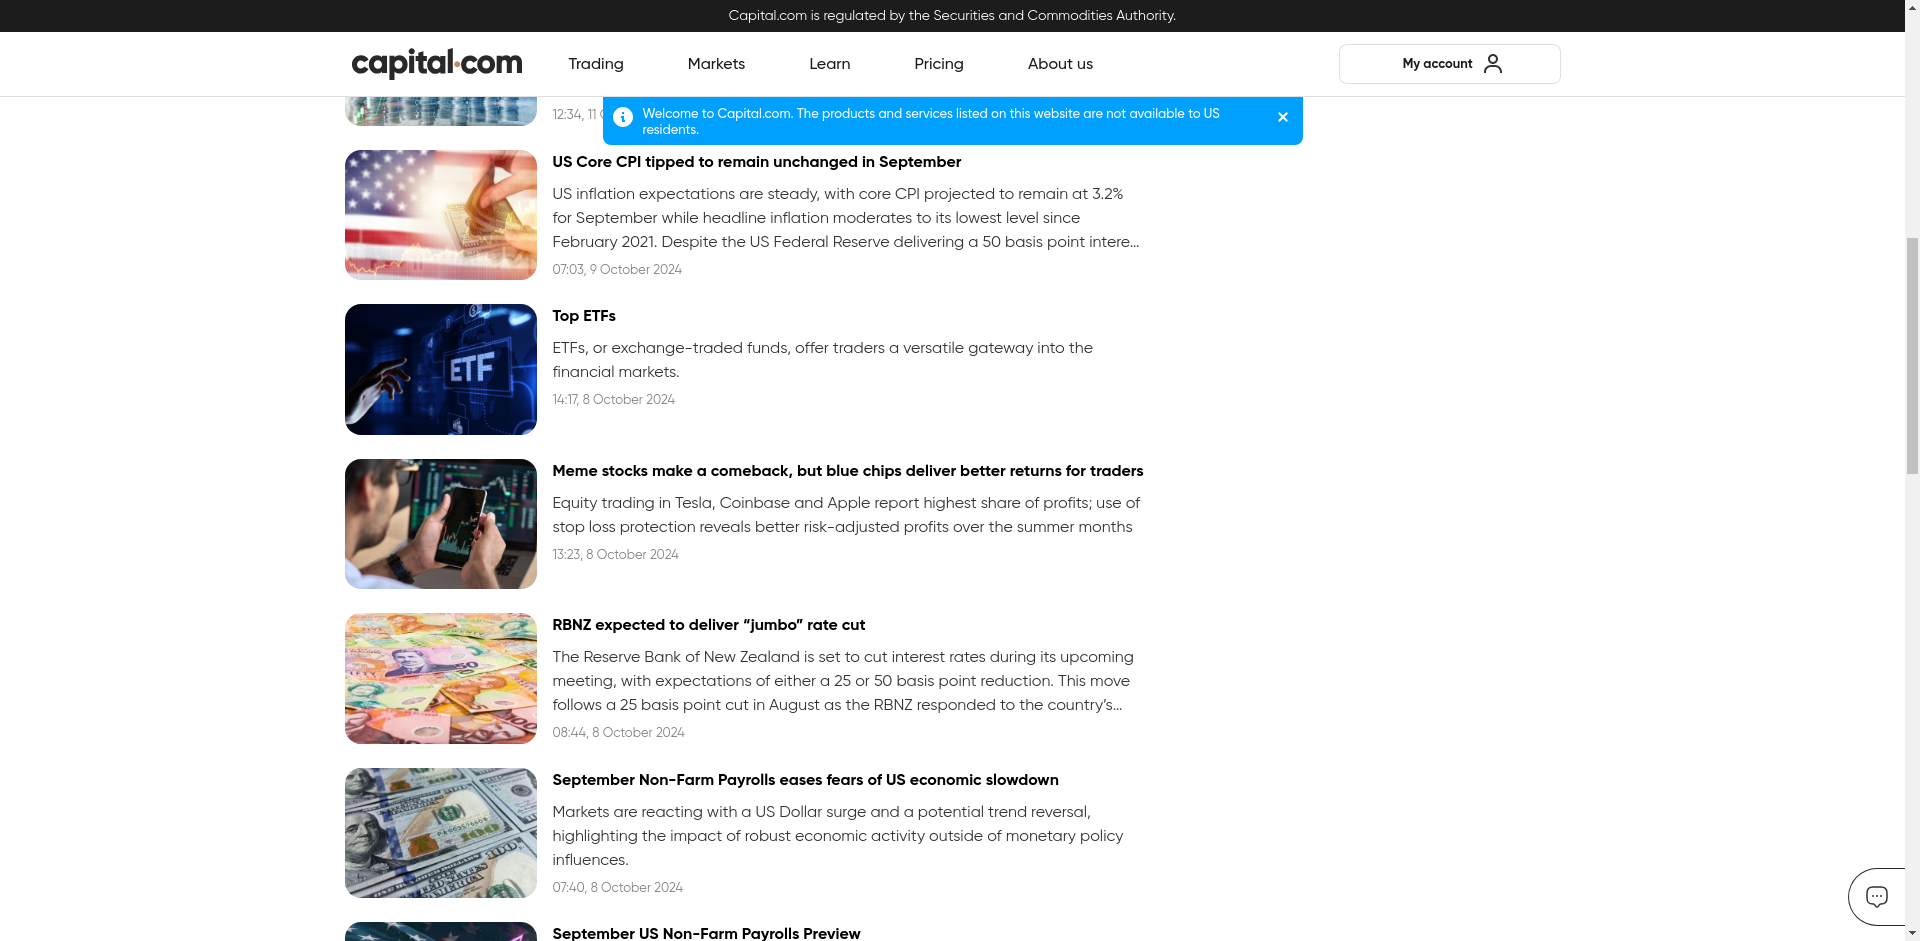 Capital.com is regulated by the Securities and Commodities Authority.
capital.com
Trading
Markets
Learn
Pricing
About us
My account
12:34, 11
Welcome to Capital.com. The products and services listed on this website are not available to US
residents.
US Core CPI tipped to remain unchanged in September
US inflation expectations are steady, with core CPI projected to remain at 3.2%
for September while headline inflation moderates to its lowest level since
February 2021. Despite the US Federal Reserve delivering a 50 basis point intere...
07:03, 9 October 2024
ETF
Top ETFs
ETFs, or exchange-traded funds, offer traders a versatile gateway into the
financial markets.
14:17, 8 October 2024
Meme stocks make a comeback, but blue chips deliver better returns for traders
Equity trading in Tesla, Coinbase and Apple report highest share of profits; use of
stop loss protection reveals better risk-adjusted profits over the summer months
13:23, 8 October 2024
RBNZ expected to deliver “jumbo” rate cut
The Reserve Bank of New Zealand is set to cut interest rates during its upcoming
meeting, with expectations of either a 25 or 50 basis point reduction. This move
follows a 25 basis point cut in August as the RBNZ responded to the country’s...
08:44, 8 October 2024
September Non-Farm Payrolls eases fears of US economic slowdown
Markets are reacting with a US Dollar surge and a potential trend reversal,
highlighting the impact of robust economic activity outside of monetary policy
influences.
07:40, 8 October 2024
September US Non-Farm Payrolls Preview